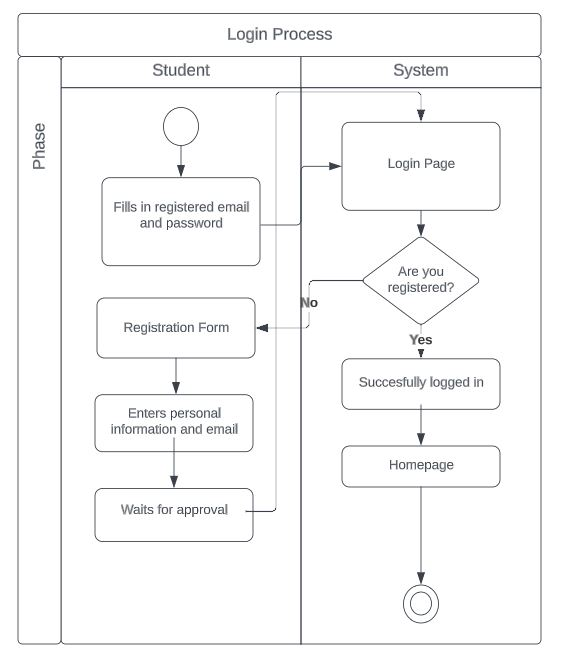 Login Process
Student
System
Phase
Fills in registered email
and password
Login Page
Are you
registered?
No
Yes
Registration Form
Enters personal
information and email
Waits for approval
Succesfully logged in
Homepage